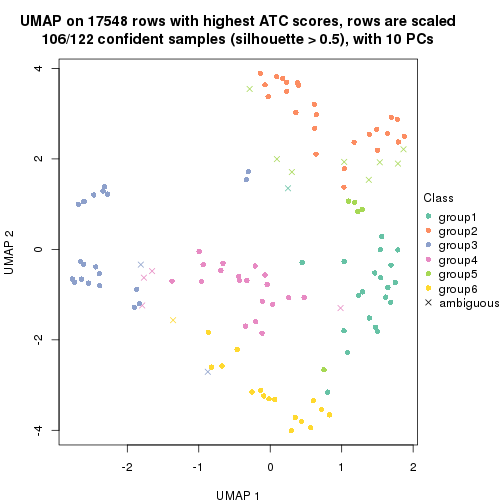 UMAP on 17548 rows with highest ATC scores, rows are scaled
106/122 confident samples (silhouette > 0.5), with 10 PCs
4
2
0
-2
-4
UMAP 2
-2
-1
0
1
2
UMAP 1
Class
group1
group2
group3
group4
group5
group6
ambiguous